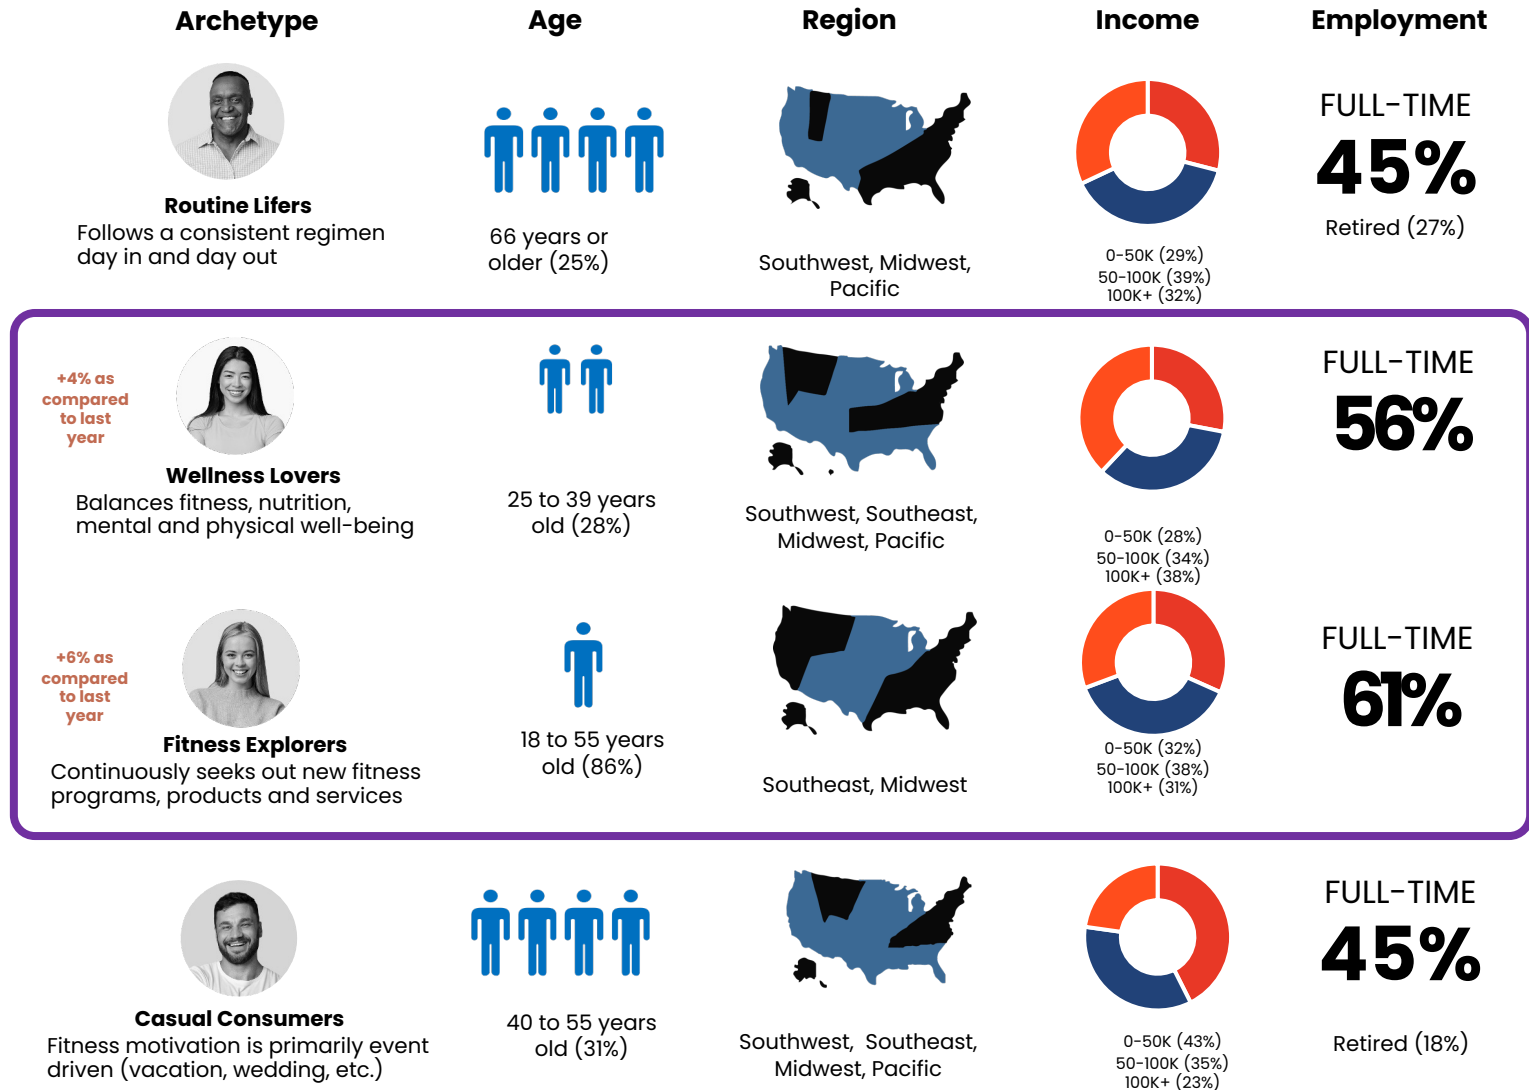 Archetype
Age
Region
Income
Employment
Routine Lifers
Follows a consistent regimen
day in and day out
66 years or
older (25%)
Southwest, Midwest,
Pacific
0-50K (29%)
50-100K (39%)
100K+ (32%)
FULL-TIME
45%
Retired (27%)
+4% as
compared
to last
year
Wellness Lovers
Balances fitness, nutrition,
mental and physical well-being
25 to 39 years
old (28%)
Southwest, Southeast,
Midwest, Pacific
0-50K (28%)
50-100K (34%)
100K+ (38%)
FULL-TIME
56%
+6% as
compared
to last
year
Fitness Explorers
Continuously seeks out new fitness
programs, products and services
18 to 55 years
old (86%)
Southeast, Midwest
0-50K (32%)
50-100K (38%)
100K+ (31%)
FULL-TIME
61%
Casual Consumers
Fitness motivation is primarily event
driven (vacation, wedding, etc.)
40 to 55 years
old (31%)
Southwest, Southeast,
Midwest, Pacific
0-50K (43%)
50-100K (35%)
100K+ (23%)
FULL-TIME
45%
Retired (18%)